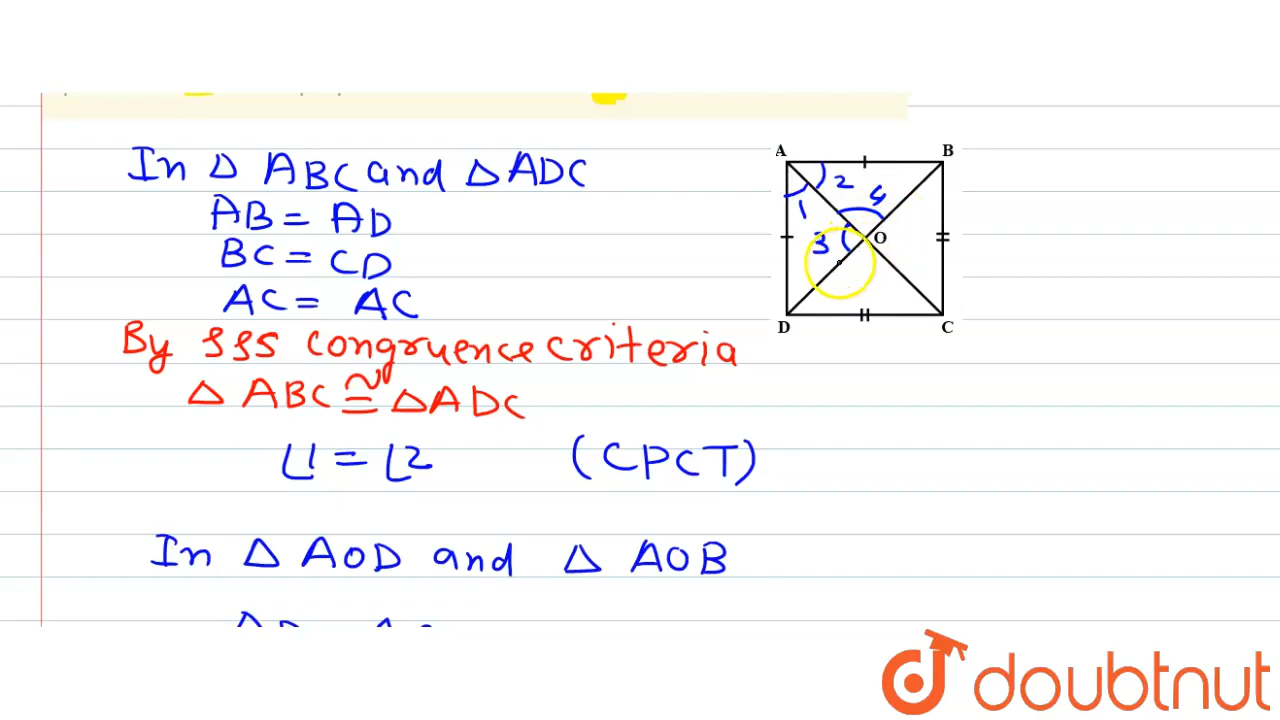 In △ ABC and △ ADC
AB = AD
BC = CD
AC = AC
By SSS congruence criteria
△ ABC ≅ △ ADC
∠1 = ∠2 (CPCT)
In △ AOD and △ AOB
A B
1 2 3 4
O
D C
doubtnut